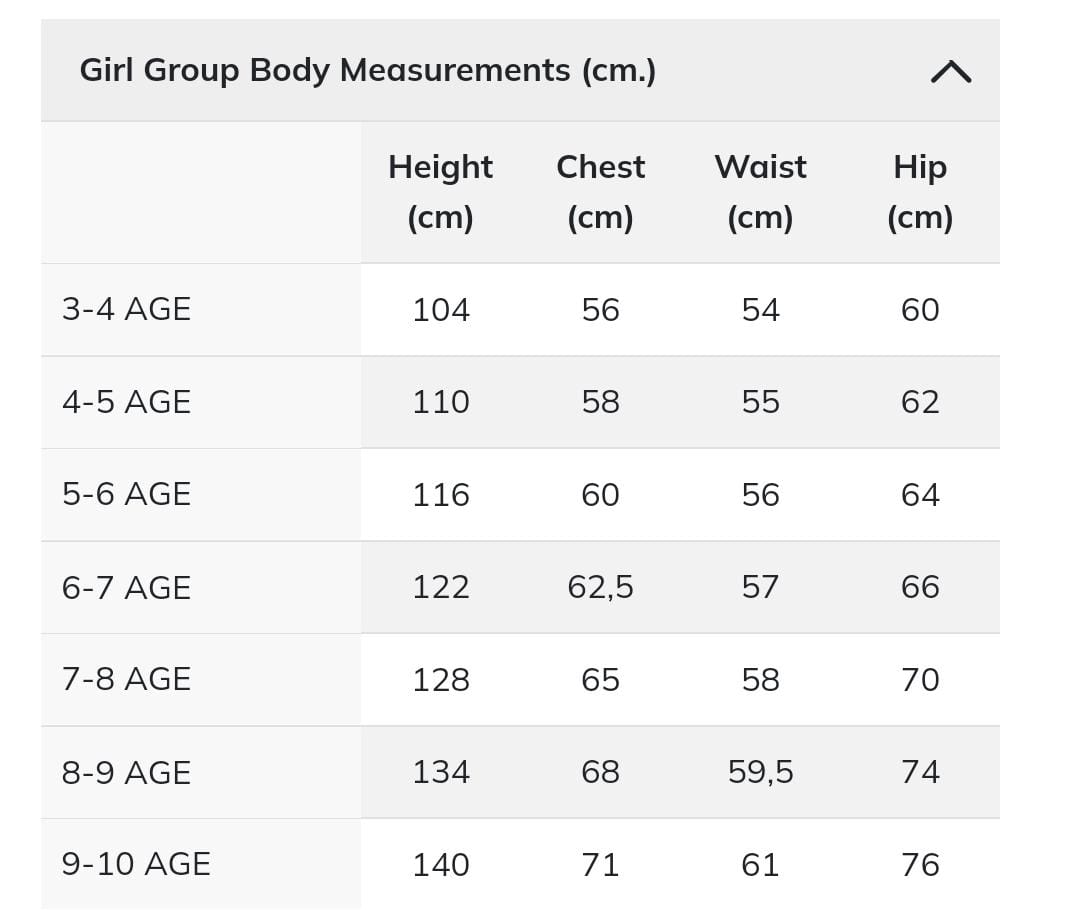 Girl Group Body Measurements (cm.)
Height (cm) Chest (cm) Waist (cm) Hip (cm)
3-4 AGE 104 56 54 60
4-5 AGE 110 58 55 62
5-6 AGE 116 60 56 64
6-7 AGE 122 62,5 57 66
7-8 AGE 128 65 58 70
8-9 AGE 134 68 59,5 74
9-10 AGE 140 71 61 76